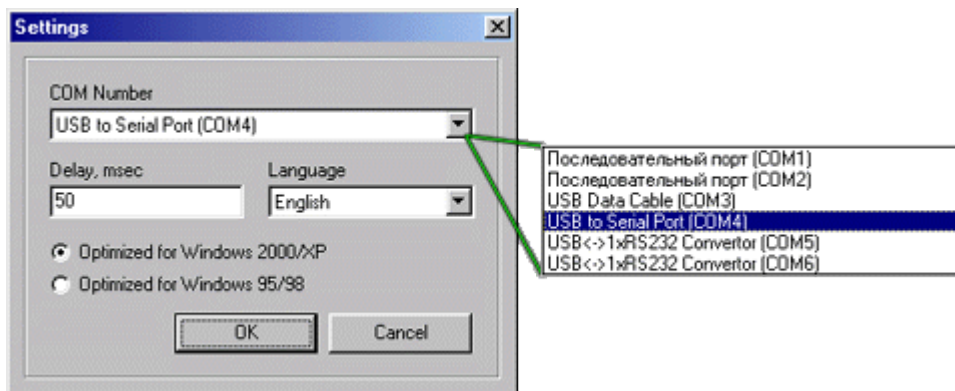 Settings
COM Number
USB to Serial Port (COM4)
Delay, msec
Language
50
English
Optimized for Windows 2000/XP
Optimized for Windows 95/98
OK
Cancel
Последовательный порт (COM1)
Последовательный порт (COM2)
USB Data Cable (COM3)
USB to Serial Port (COM4)
USB<->1xRS232 Convertor (COM5)
USB<->1xRS232 Convertor (COM6)